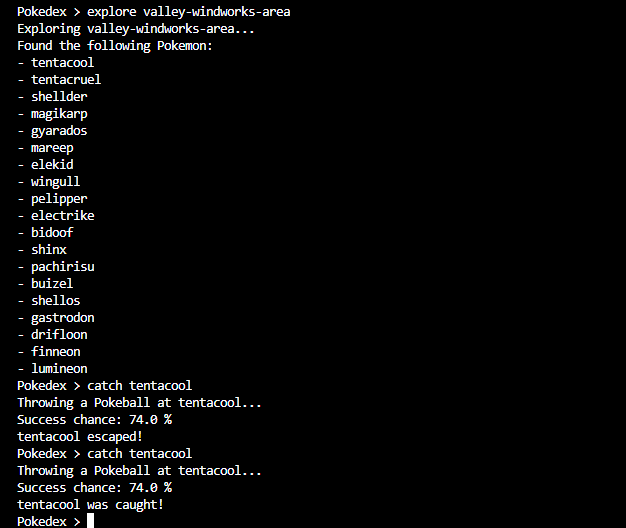 Pokedex > explore valley-windworks-area
Exploring valley-windworks-area...
Found the following Pokemon:
- tentacool
- tentacruel
- shellder
- magikarp
- gyarados
- mareep
- elekid
- wingull
- pelipper
- electrike
- bidoof
- shinx
- pachirisu
- buizel
- shellos
- gastrodon
- drifloon
- finneon
- lumineon
Pokedex > catch tentacool
Throwing a Pokeball at tentacool...
Success chance: 74.0 %
tentacool escaped!
Pokedex > catch tentacool
Throwing a Pokeball at tentacool...
Success chance: 74.0 %
tentacool was caught!
Pokedex >